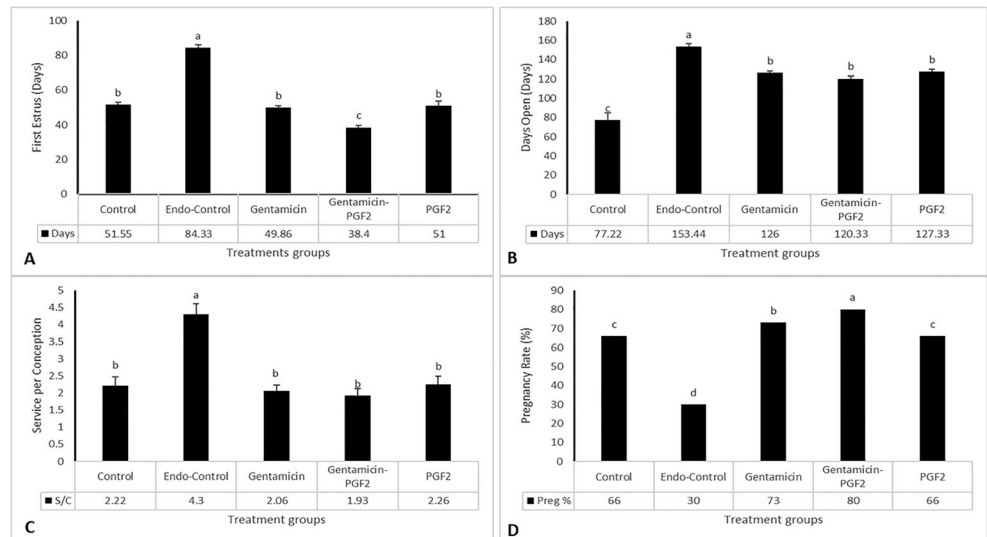 100
80
60
40
20
0
First Estrus (Days)
b
a
b
c
b
Control Endo-Control Gentamicin Gentamicin-PGF2 PGF2
Days 51.55 84.33 49.86 38.4 51
Treatments groups
A
180
160
140
120
100
80
60
40
20
0
Days Open (Days)
c
a
b
b
b
Control Endo-Control Gentamicin Gentamicin-PGF2 PGF2
Days 77.22 153.44 126 120.33 127.33
Treatment groups
B
5
4.5
4
3.5
3
2.5
2
1.5
1
0.5
0
Service per Conception
b
a
b
b
b
Control Endo-Control Gentamicin Gentamicin-PGF2 PGF2
S/C 2.22 4.3 2.06 1.93 2.26
Treatment groups
C
90
80
70
60
50
40
30
20
10
0
Pregnancy Rate (%)
c
d
b
a
c
Control Endo-Control Gentamicin Gentamicin-PGF2 PGF2
Preg % 66 30 73 80 66
Treatment groups
D